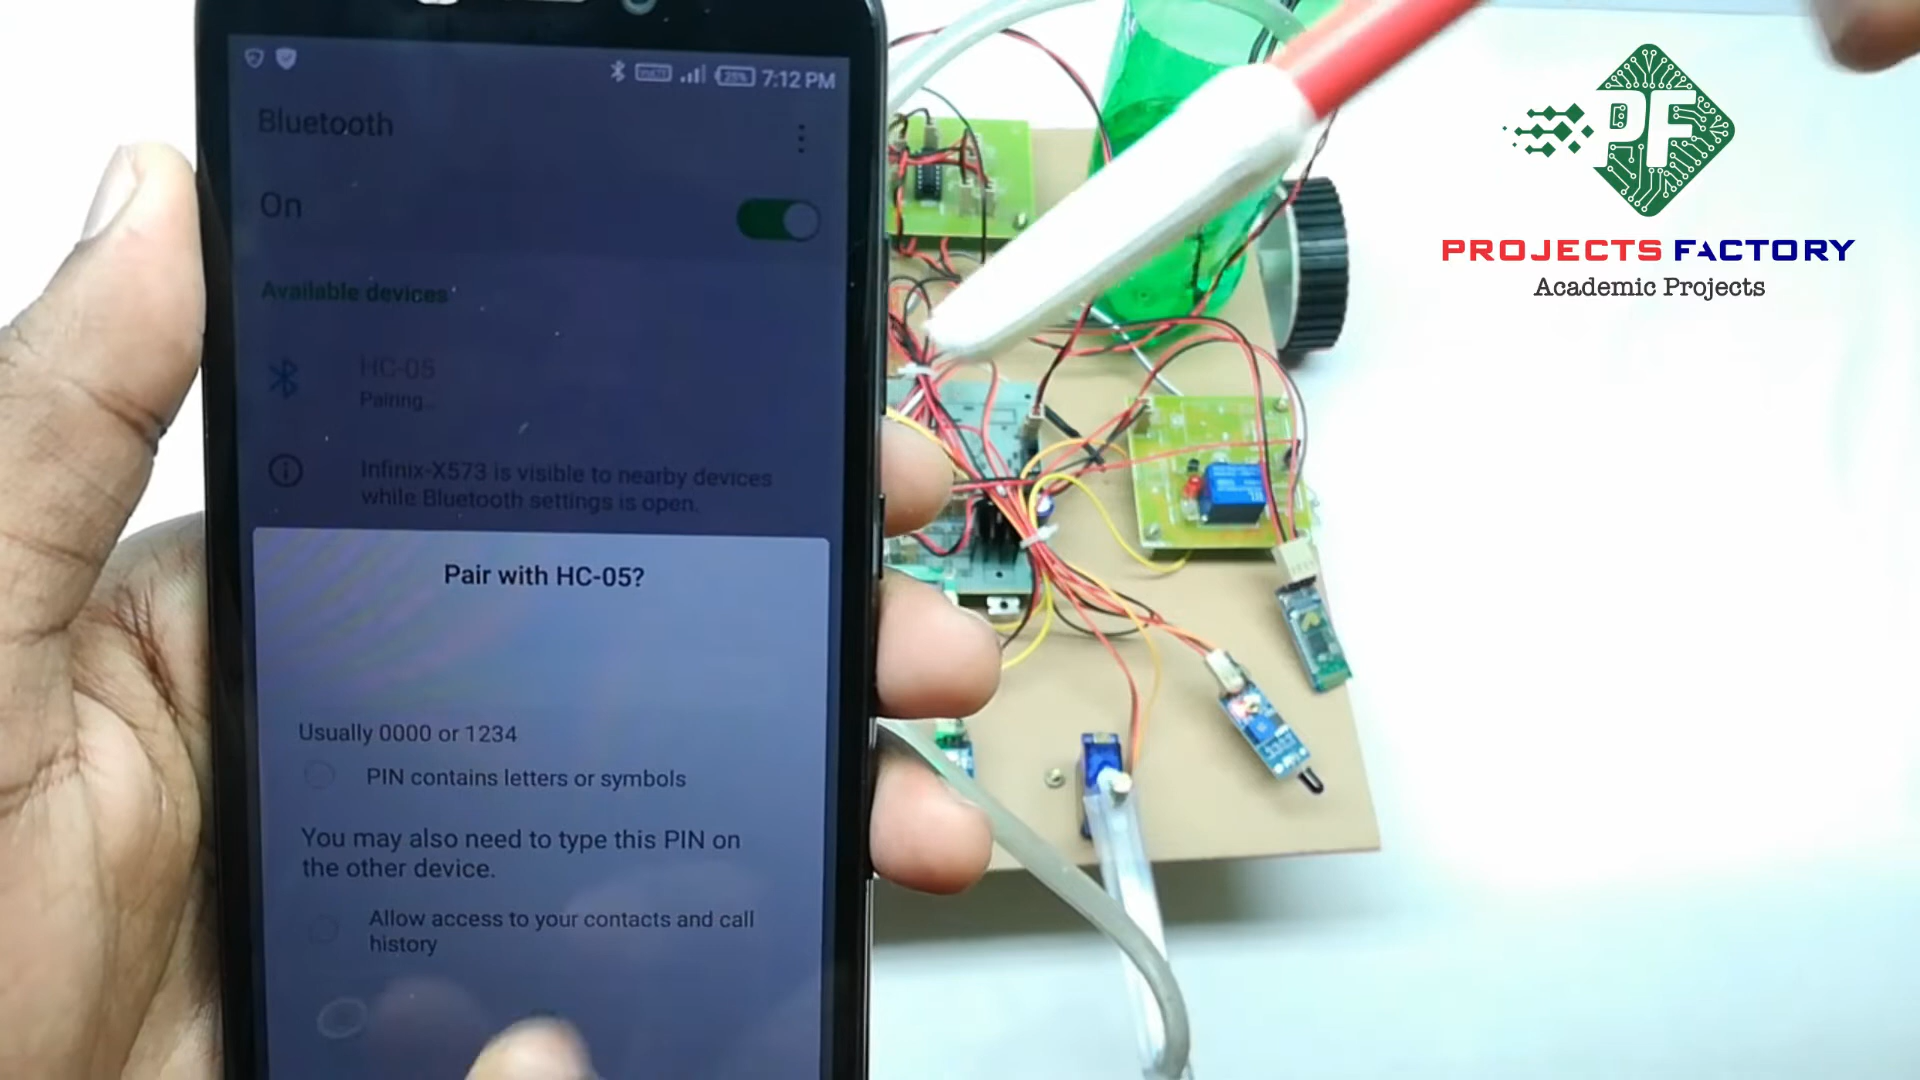 7:12 PM
Bluetooth
On
Available devices
HC-05
Pairing...
Infinix-X573 is visible to nearby devices
while Bluetooth settings is open.
Pair with HC-05?
Usually 0000 or 1234
PIN contains letters or symbols
You may also need to type this PIN on
the other device.
Allow access to your contacts and call
history
PF
PROJECTS FACTORY
Academic Projects